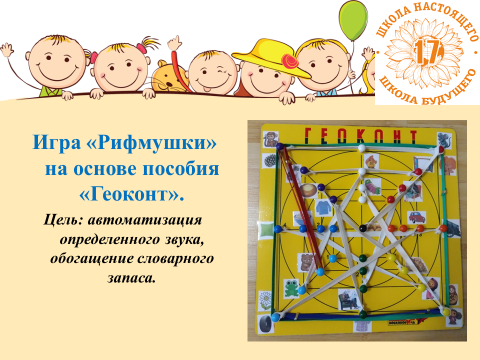 ШКОЛА НАСТОЯЩЕГО
17
ШКОЛА БУДУЩЕГО
Игра «Рифмушки»
на основе пособия
«Геоконт».
Цель: автоматизация
определенного звука,
обогащение словарного
запаса.
ГЕОКОНТ